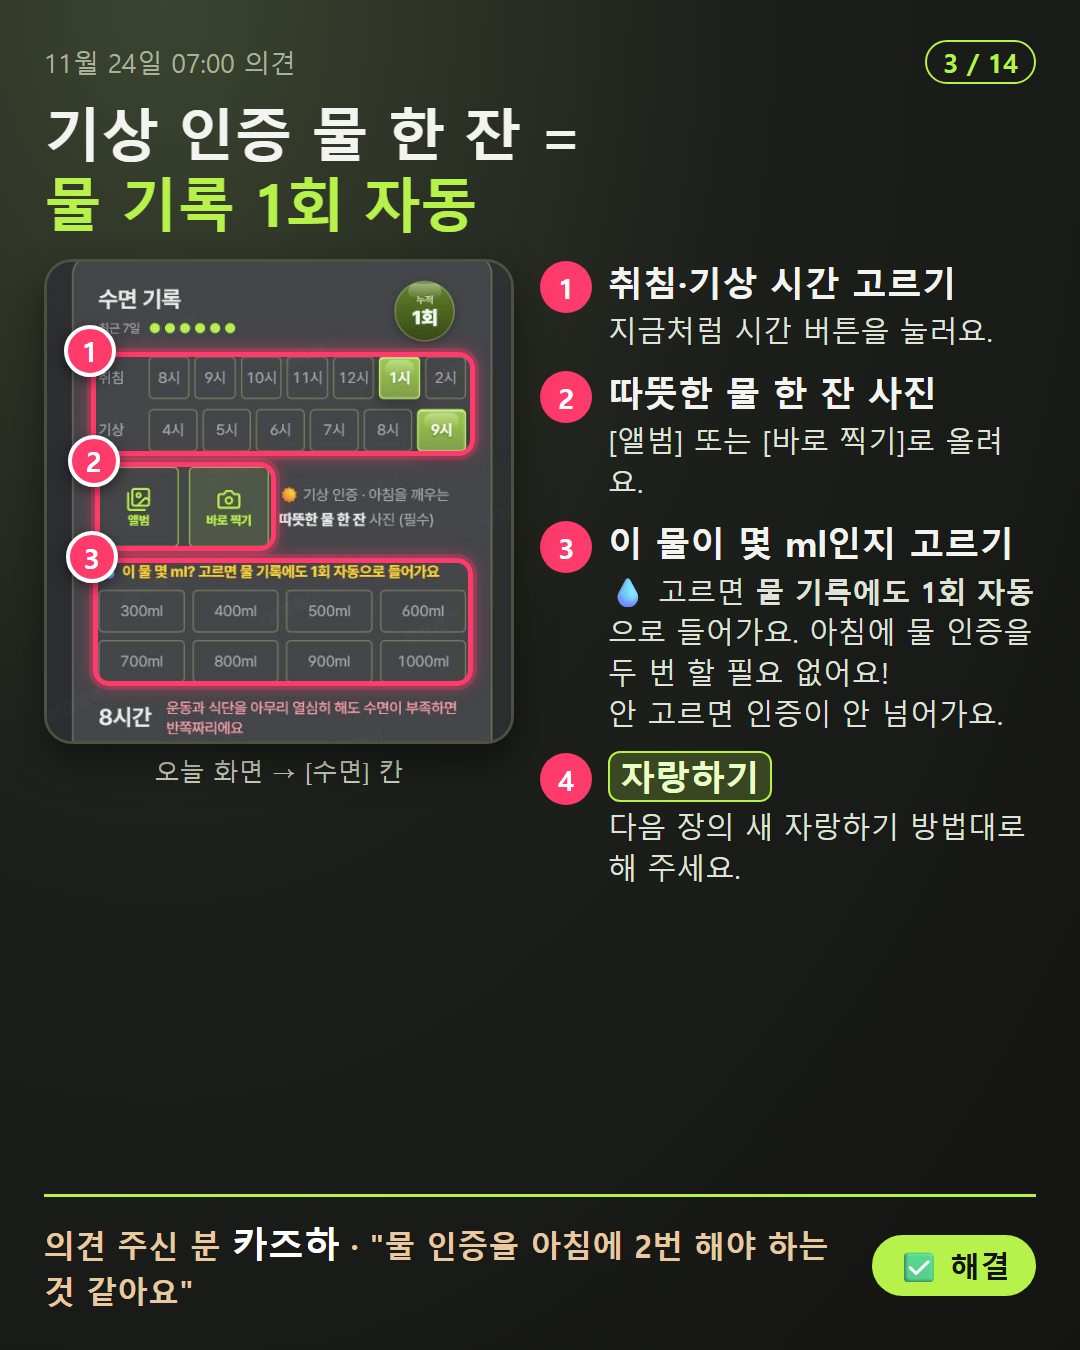 11월 24일 07:00 의견
3 / 14
기상 인증 물 한 잔 =
물 기록 1회 자동
수면 기록
누적
1회
최근 7일
1
취침 8시 9시 10시 11시 12시 1시 2시
기상 4시 5시 6시 7시 8시 9시
2
앨범
바로 찍기
기상 인증 · 아침을 깨우는
따뜻한 물 한 잔 사진 (필수)
3
이 물 몇 ml? 고르면 물 기록에도 1회 자동으로 들어가요
300ml 400ml 500ml 600ml
700ml 800ml 900ml 1000ml
8시간
운동과 식단을 아무리 열심히 해도 수면이 부족하면
반쪽짜리에요
오늘 화면 → [수면] 칸
1 취침·기상 시간 고르기
지금처럼 시간 버튼을 눌러요.
2 따뜻한 물 한 잔 사진
[앨범] 또는 [바로 찍기]로 올려
요.
3 이 물이 몇 ml인지 고르기
💧 고르면 물 기록에도 1회 자동
으로 들어가요. 아침에 물 인증을
두 번 할 필요 없어요!
안 고르면 인증이 안 넘어가요.
4 자랑하기
다음 장의 새 자랑하기 방법대로
해 주세요.
의견 주신 분 카즈하 · "물 인증을 아침에 2번 해야 하는
것 같아요"
✅ 해결